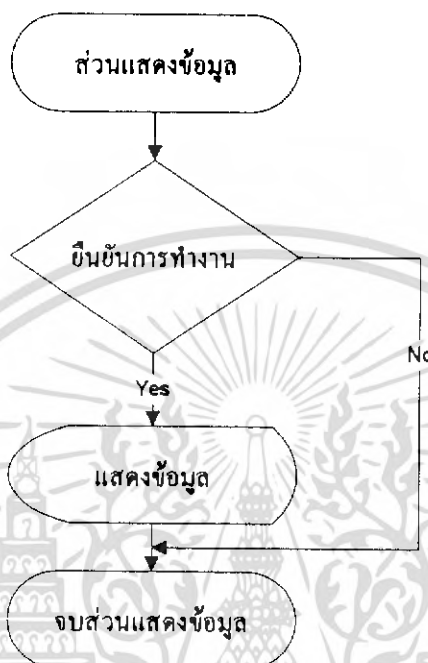 ส่วนแสดงข้อมูล
ยืนยันการทำงาน
No
Yes
แสดงข้อมูล
จบส่วนแสดงข้อมูล